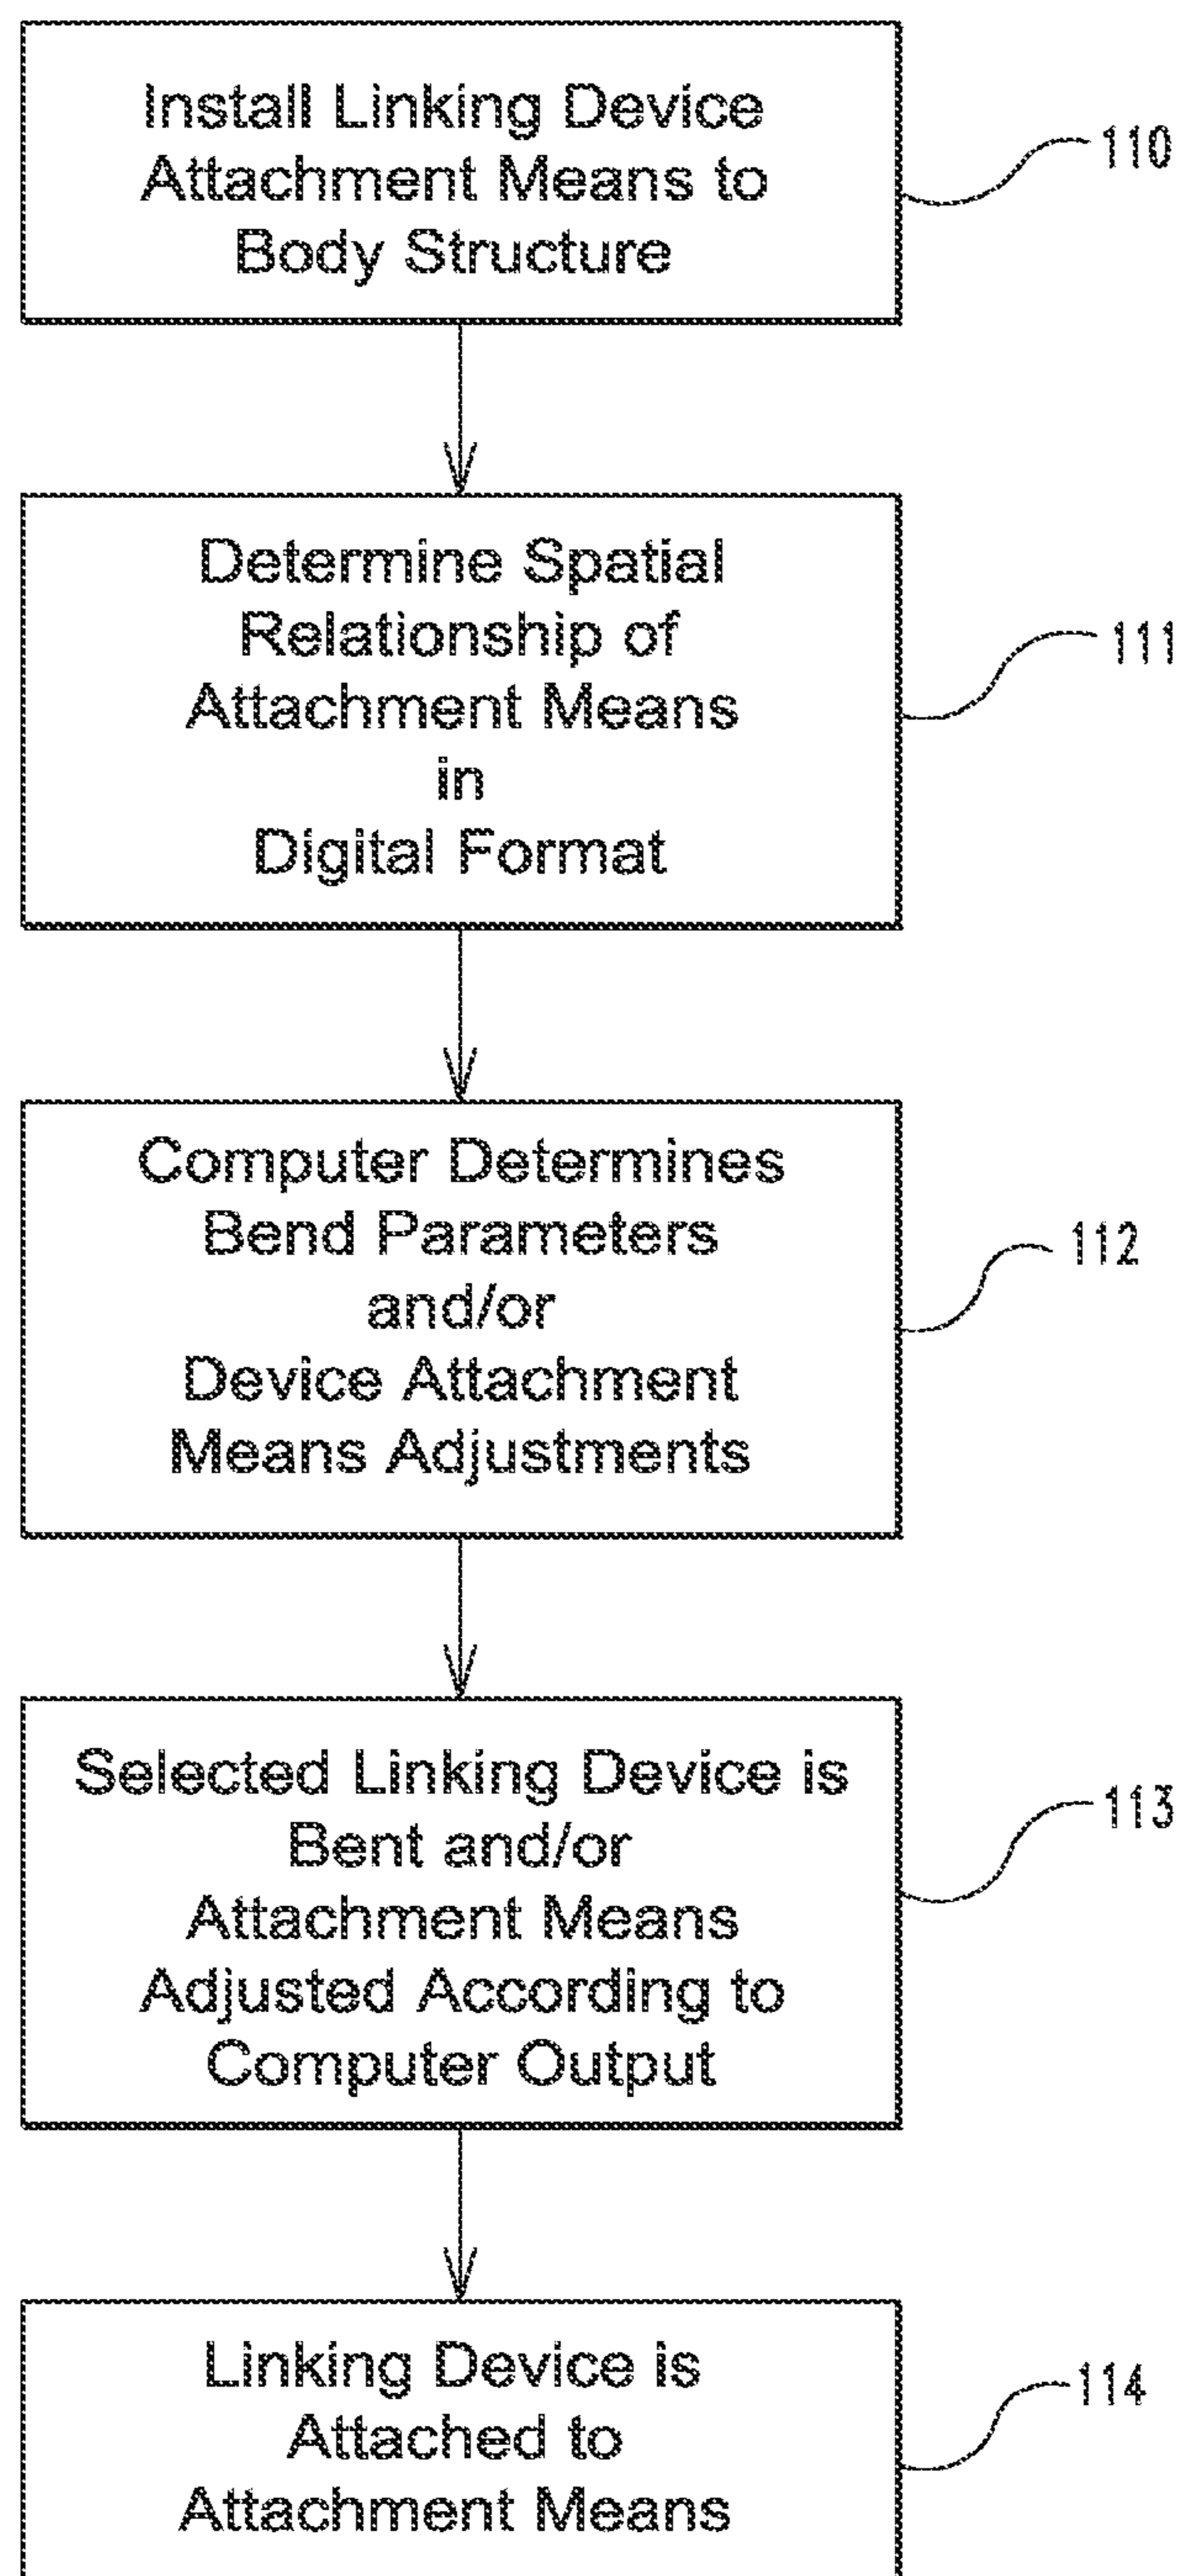 Install Linking Device
Attachment Means to
Body Structure
110
Determine Spatial
Relationship of
Attachment Means
in
Digital Format
111
Computer Determines
Bend Parameters
and/or
Device Attachment
Means Adjustments
112
Selected Linking Device is
Bent and/or
Attachment Means
Adjusted According to
Computer Output
113
Linking Device is
Attached to
Attachment Means
114